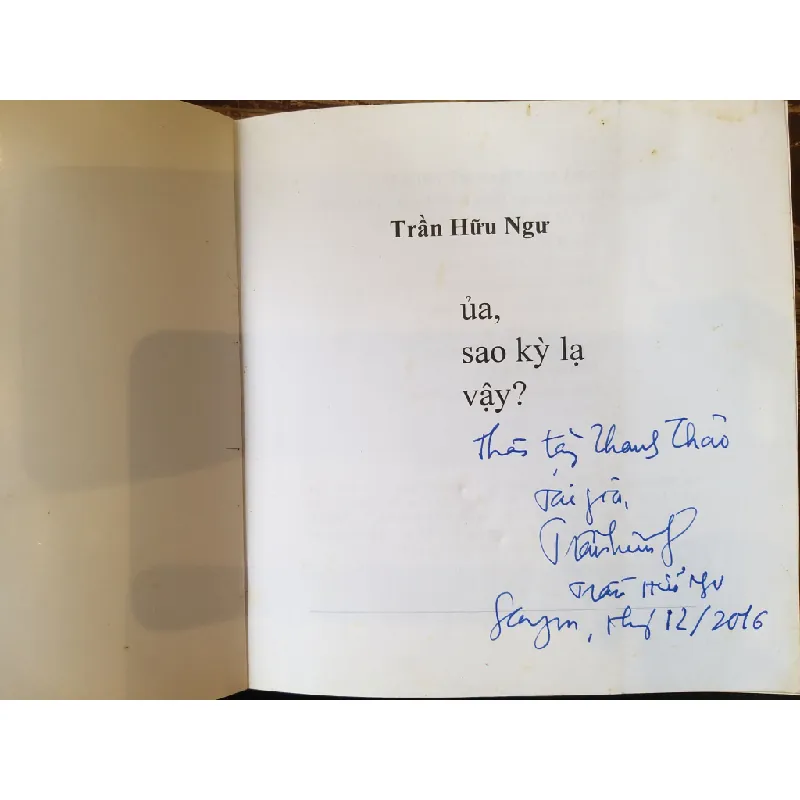 Trần Hữu Ngư
ủa,
sao kỳ lạ
vậy?
Thân tặng Thanh Thảo
Tác giả,
Trần Hữu Ngư
Saigon, thg 12/2016